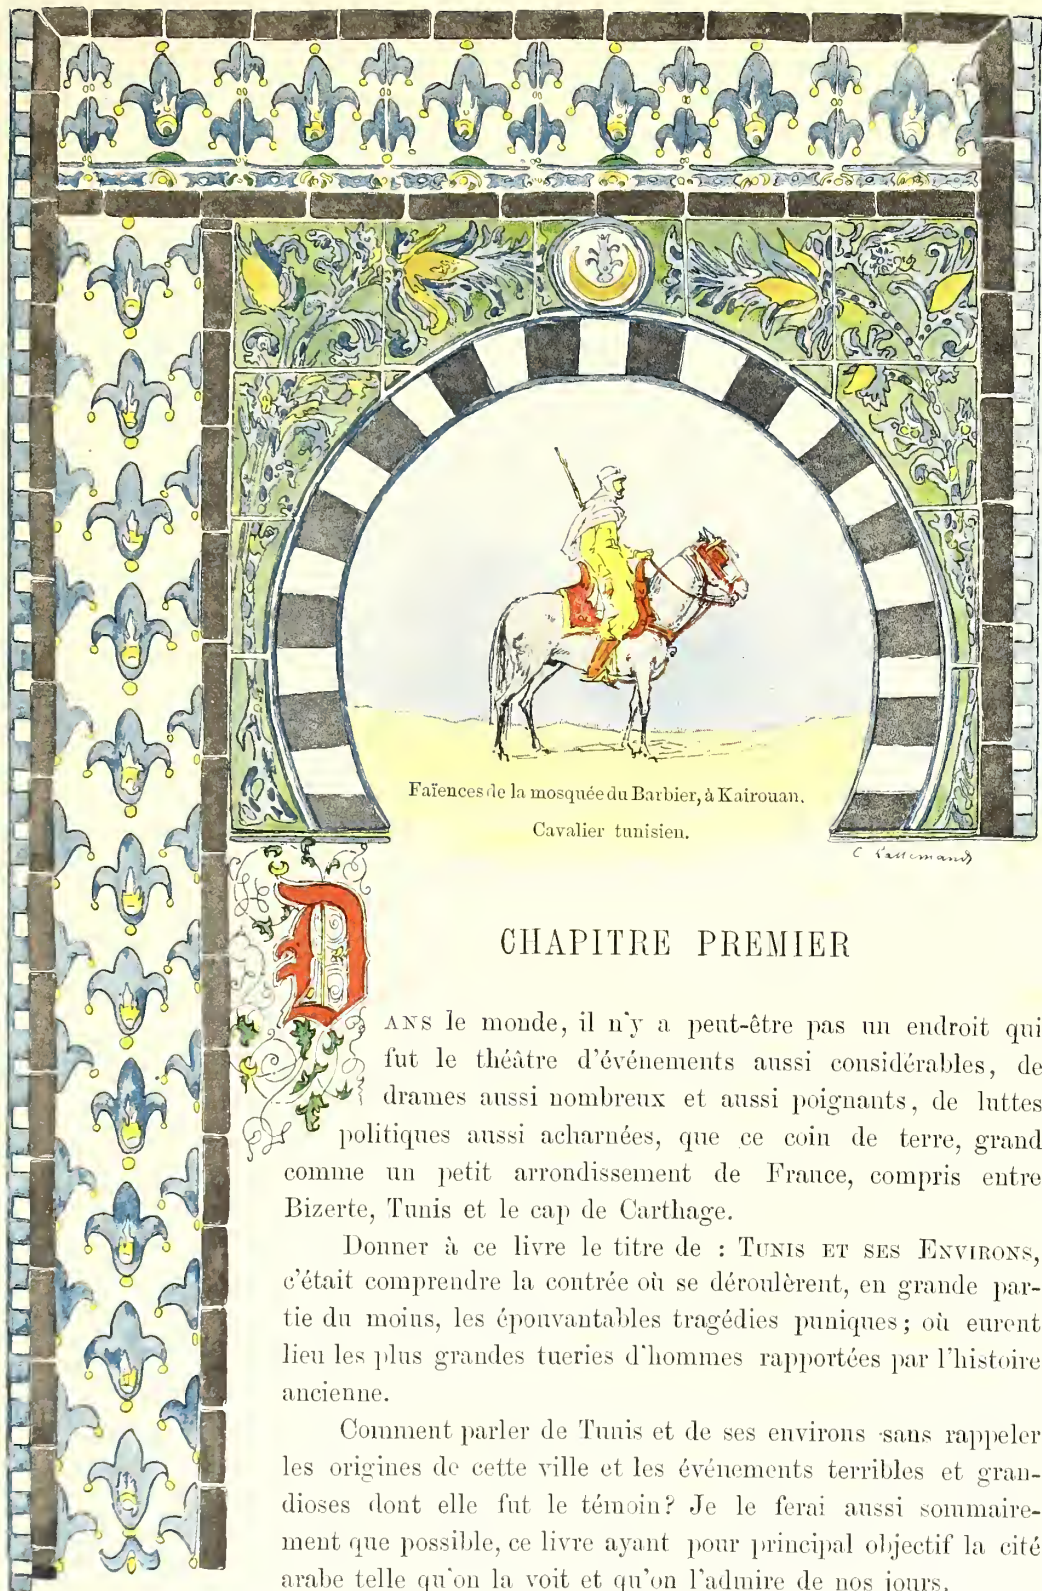 Faïences de la mosquée du Barbier, à Kairouan.
Cavalier tunisien.
C Lallemand
CHAPITRE PREMIER
DANS le monde, il n'y a peut-être pas un endroit qui
fut le théâtre d'événements aussi considérables, de
drames aussi nombreux et aussi poignants, de luttes
politiques aussi acharnées, que ce coin de terre, grand
comme un petit arrondissement de France, compris entre
Bizerte, Tunis et le cap de Carthage.
Donner à ce livre le titre de : TUNIS ET SES ENVIRONS,
c'était comprendre la contrée où se déroulèrent, en grande par-
tie du moins, les épouvantables tragédies puniques ; où eurent
lieu les plus grandes tueries d'hommes rapportées par l'histoire
ancienne.
Comment parler de Tunis et de ses environs sans rappeler
les origines de cette ville et les événements terribles et gran-
dioses dont elle fut le témoin? Je le ferai aussi sommaire-
ment que possible, ce livre ayant pour principal objectif la cité
arabe telle qu'on la voit et qu'on l'admire de nos jours.